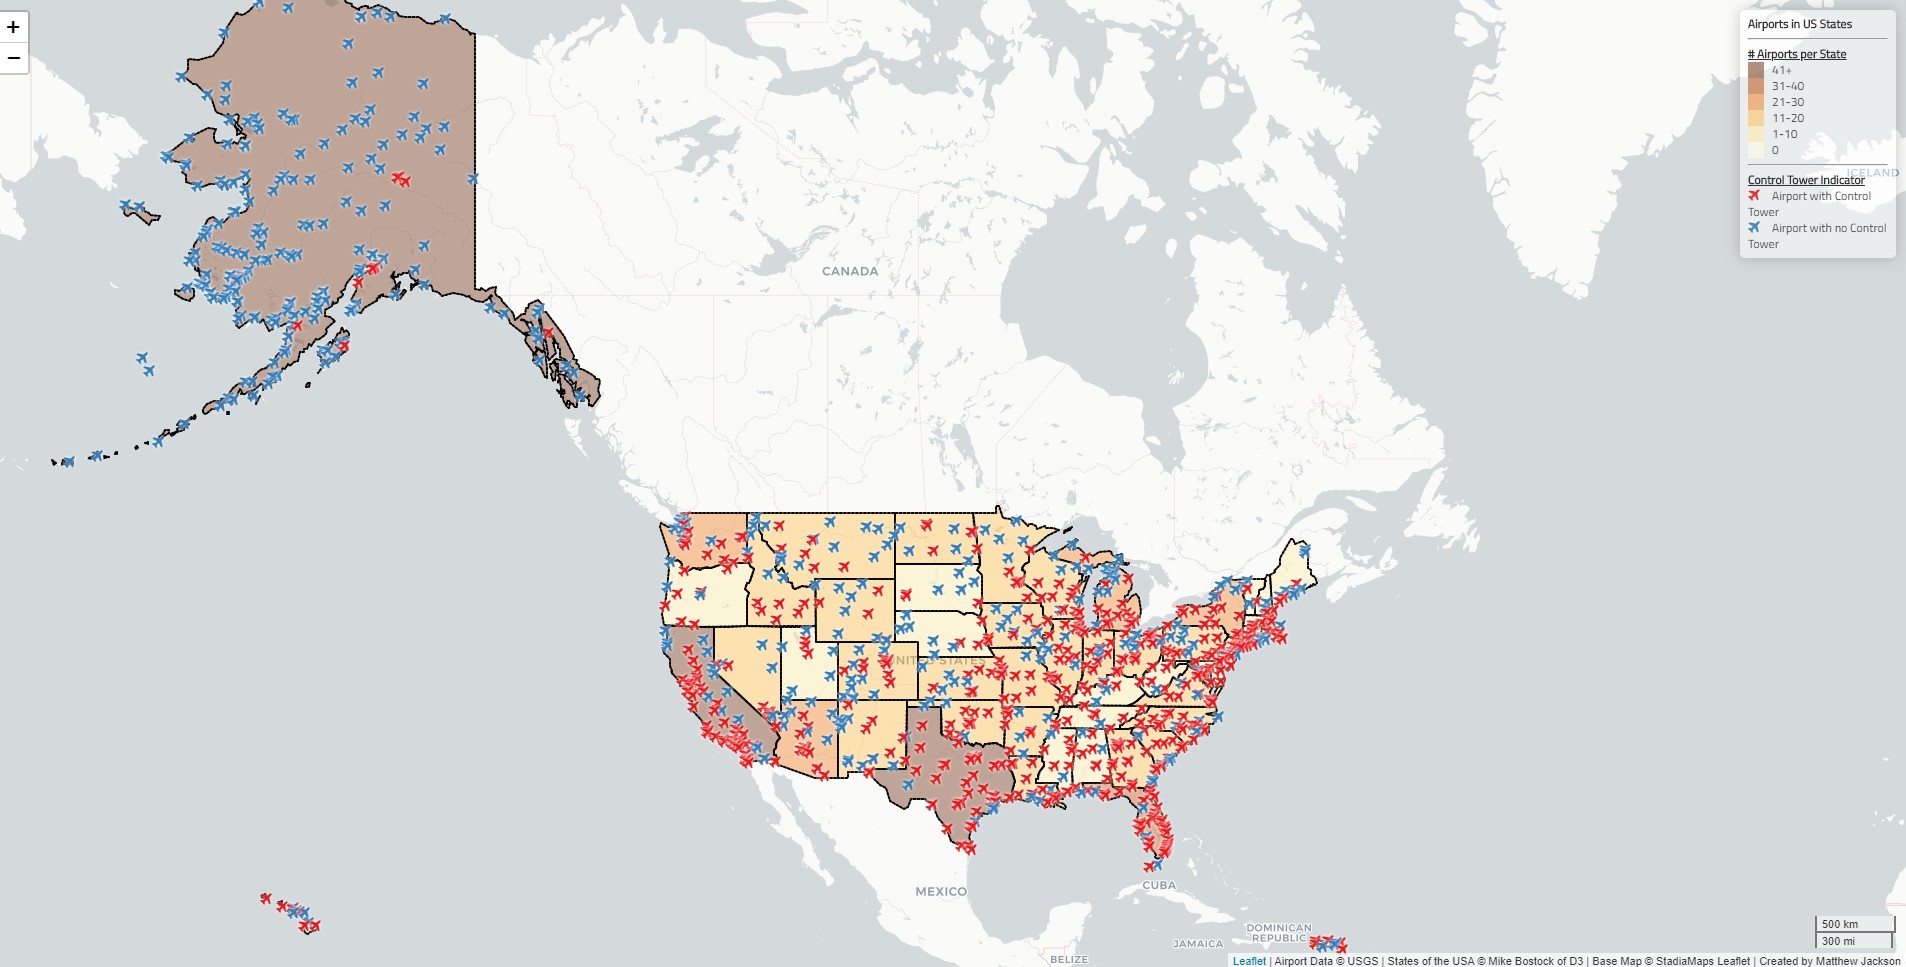 +
−
Airports in US States
# Airports per State
41+
31-40
21-30
11-20
1-10
0
Control Tower Indicator
Airport with Control
Tower
Airport with no Control
Tower
ICELAND
CANADA
UNITED STATES
MEXICO
CUBA
DOMINICAN
REPUBLIC
JAMAICA
BELIZE
500 km
300 mi
Leaflet | Airport Data © USGS | States of the USA © Mike Bostock of D3 | Base Map © StadiaMaps Leaflet | Created by Matthew Jackson